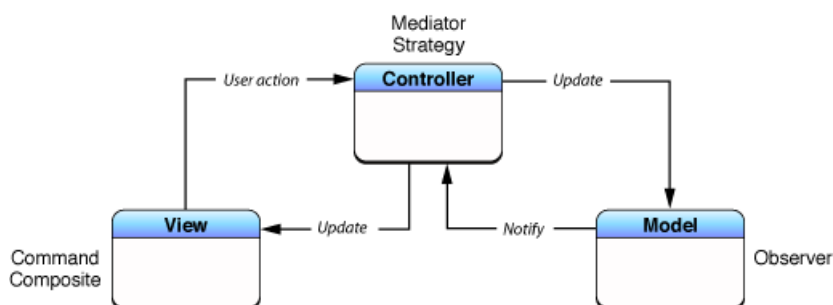 Mediator
Strategy
User action
Controller
Update
View
Update
Notify
Model
Command
Composite
Observer